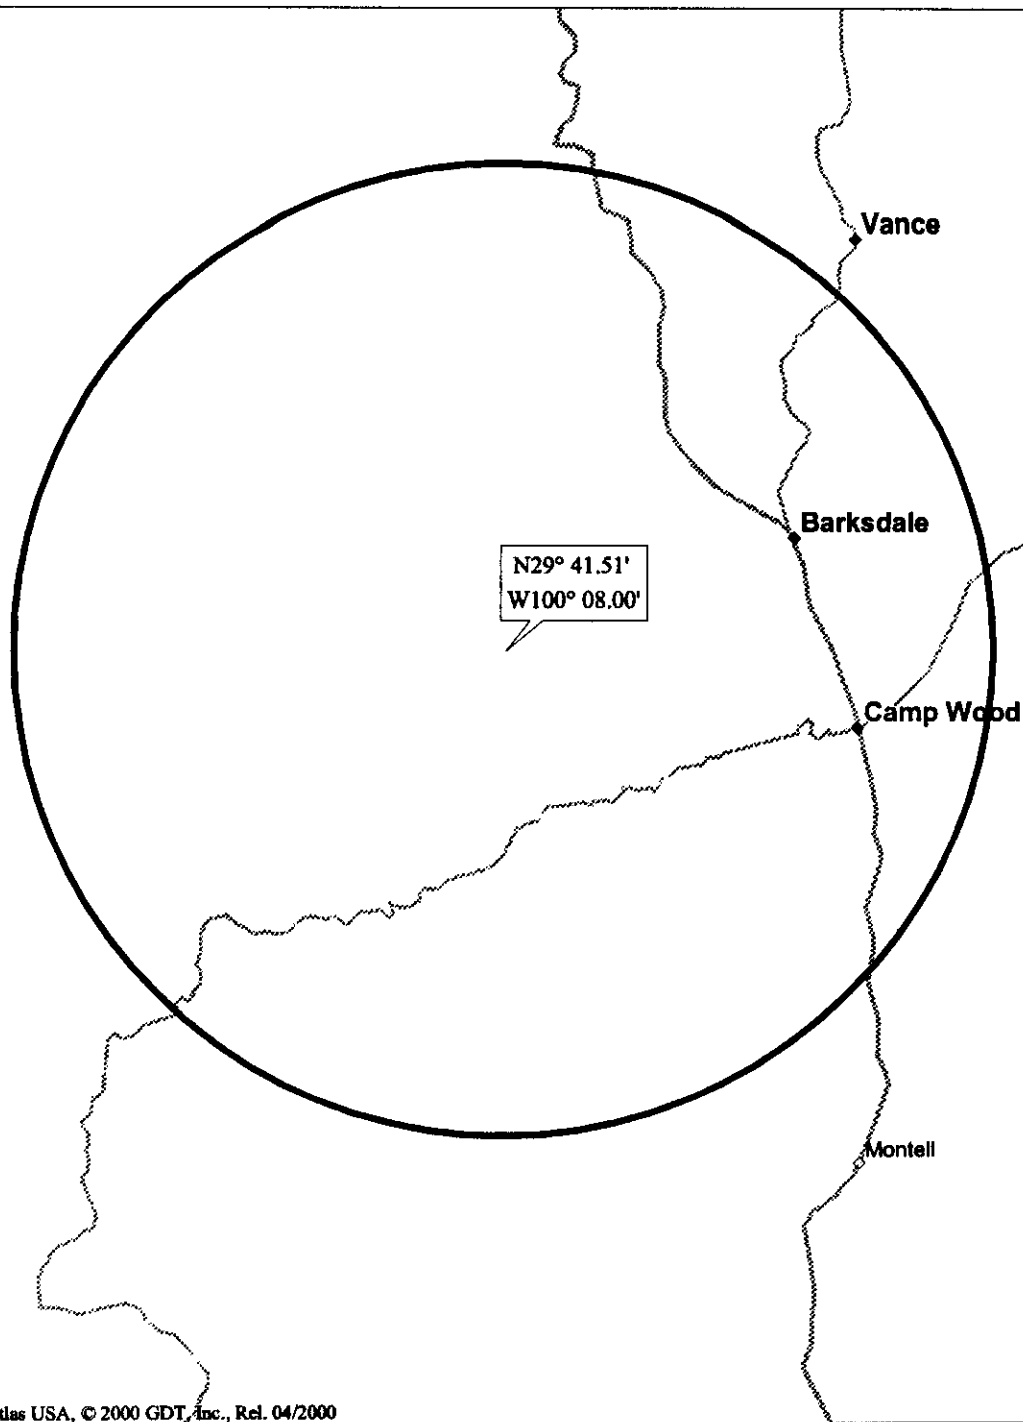 Vance
Barksdale
N29° 41.51'
W100° 08.00'
Camp Wood
Montell
tlas USA, © 2000 GDT, Inc., Rel. 04/2000